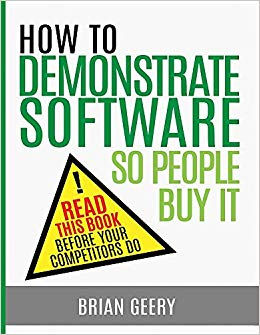 HOW TO
DEMONSTRATE
SOFTWARE
SO PEOPLE
BUY IT
!
READ
THIS BOOK
BEFORE YOUR
COMPETITORS DO
BRIAN GEERY